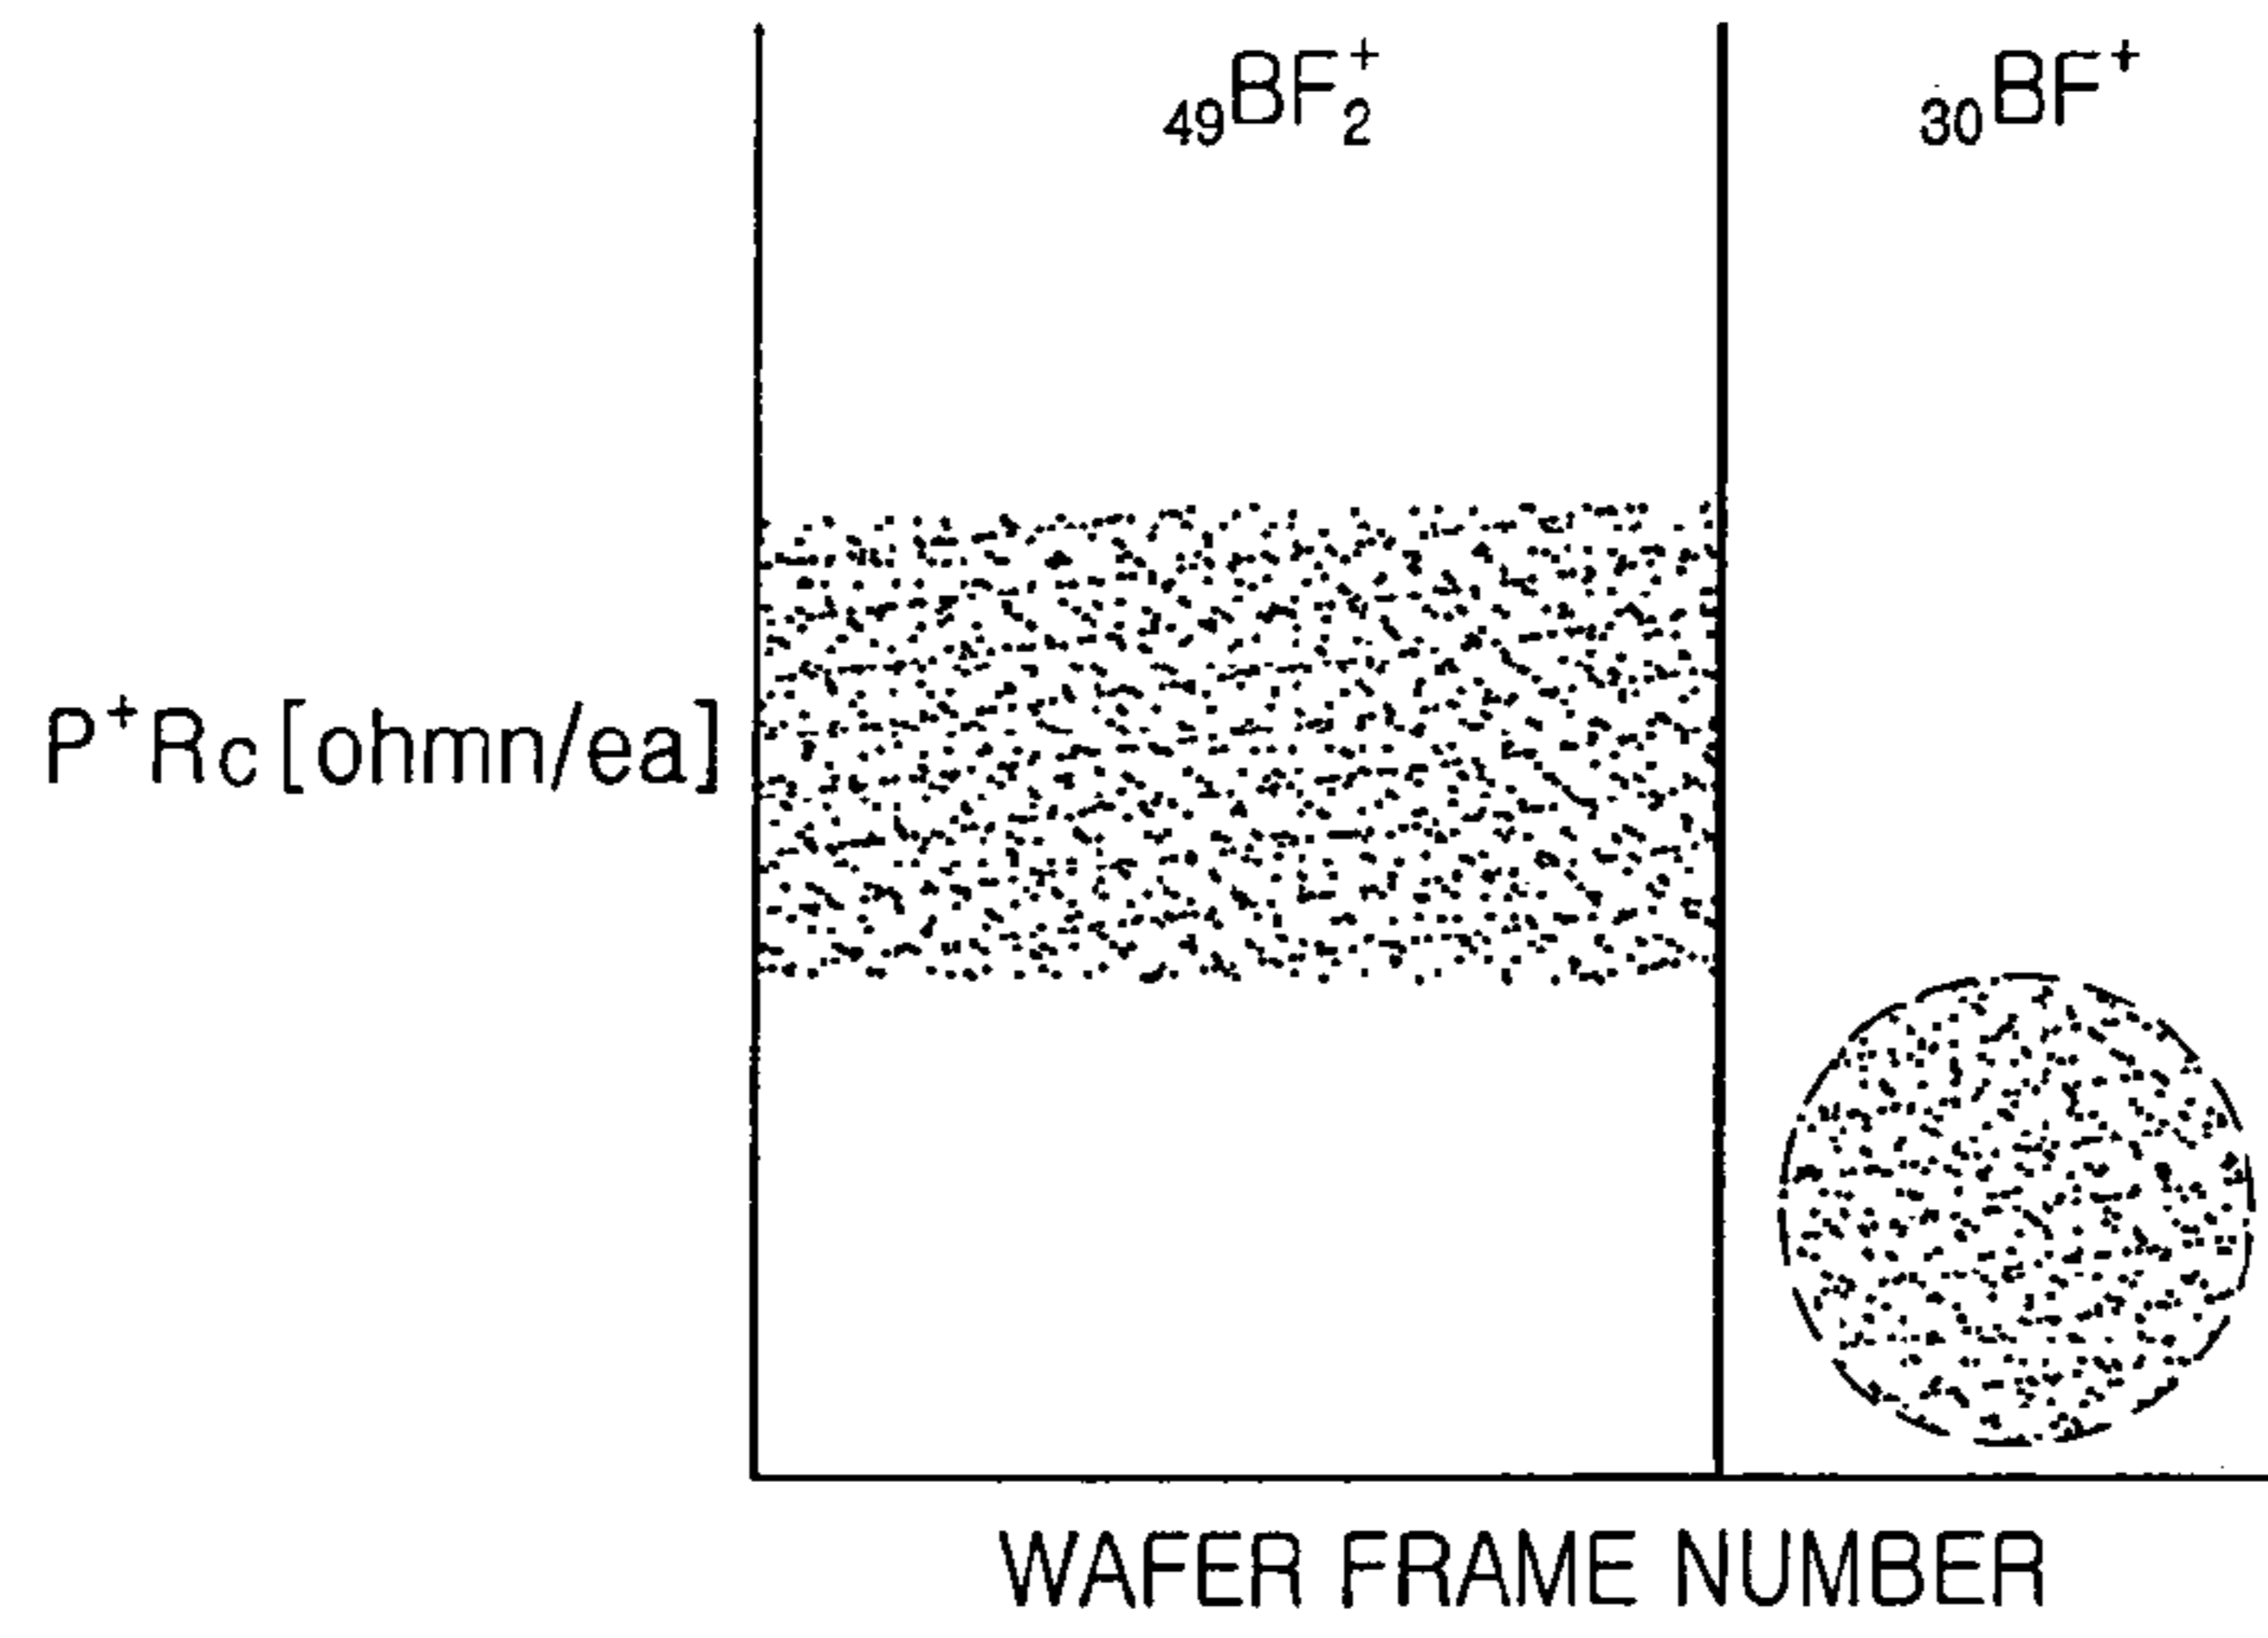 ₄₉BF₂⁺ ₃₀BF⁺
P⁺Rc [ohmn/ea]
WAFER FRAME NUMBER